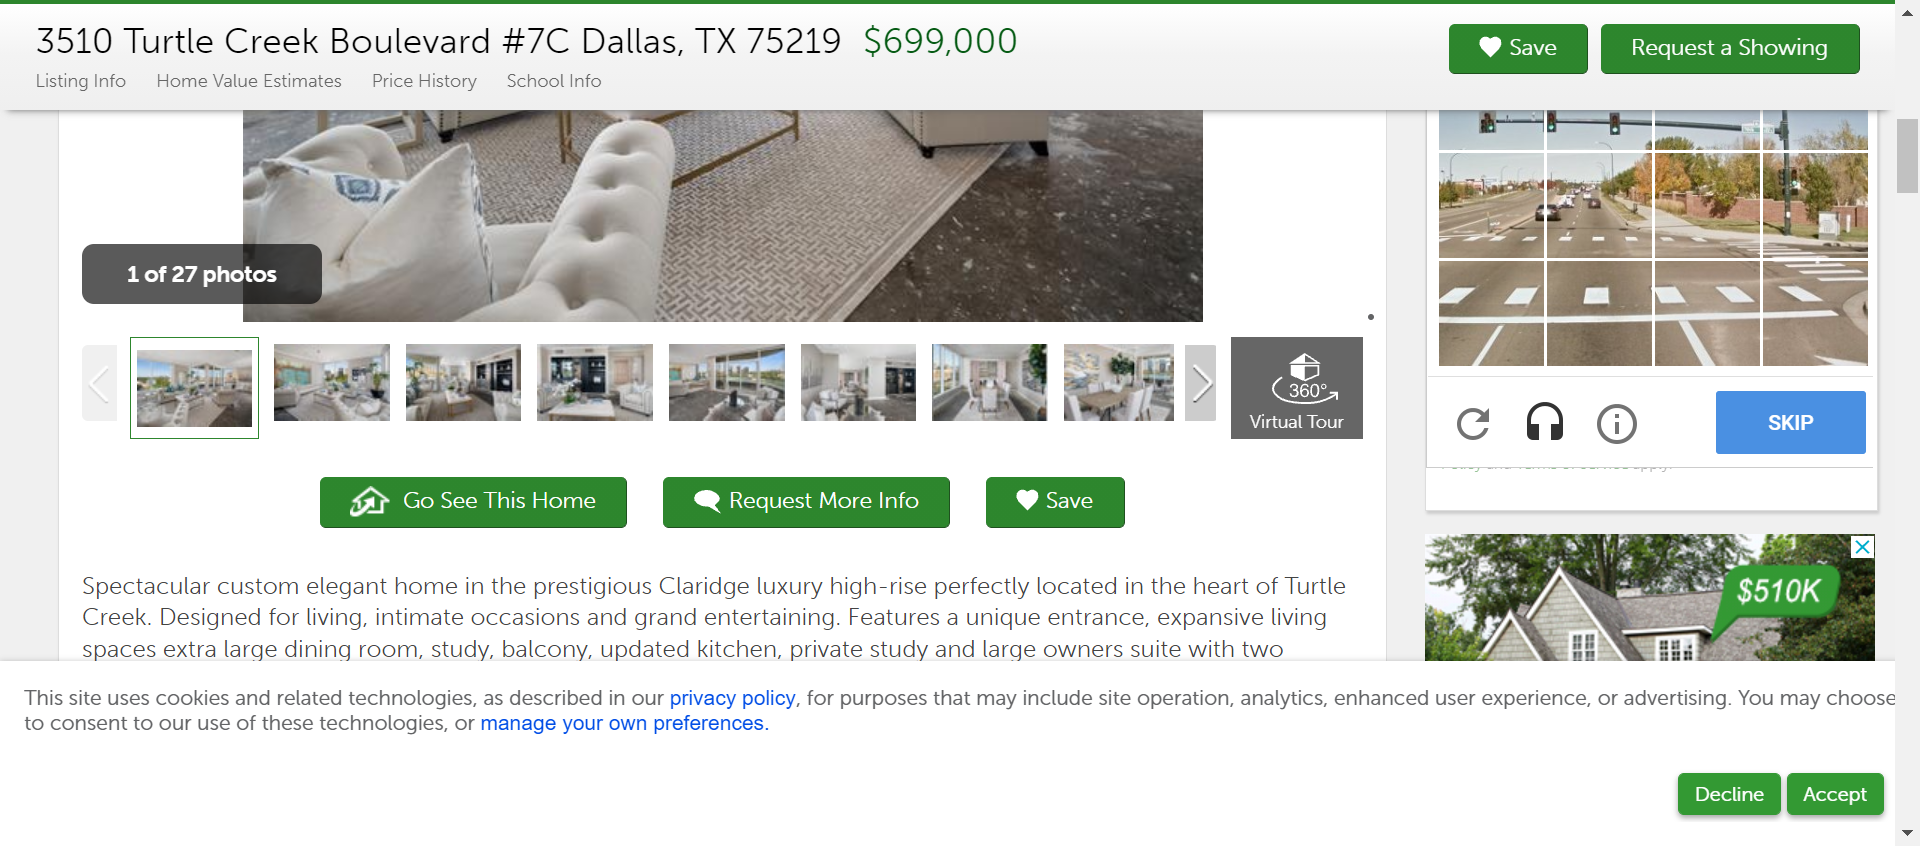 3510 Turtle Creek Boulevard #7C Dallas, TX 75219 $699,000
Save
Request a Showing
Listing Info
Home Value Estimates
Price History
School Info
1 of 27 photos
360°
Virtual Tour
SKIP
Policy and Terms of Service apply.
Go See This Home
Request More Info
Save
$510K
Spectacular custom elegant home in the prestigious Claridge luxury high-rise perfectly located in the heart of Turtle
Creek. Designed for living, intimate occasions and grand entertaining. Features a unique entrance, expansive living
spaces extra large dining room, study, balcony, updated kitchen, private study and large owners suite with two
This site uses cookies and related technologies, as described in our privacy policy, for purposes that may include site operation, analytics, enhanced user experience, or advertising. You may choose
to consent to our use of these technologies, or manage your own preferences.
Decline
Accept